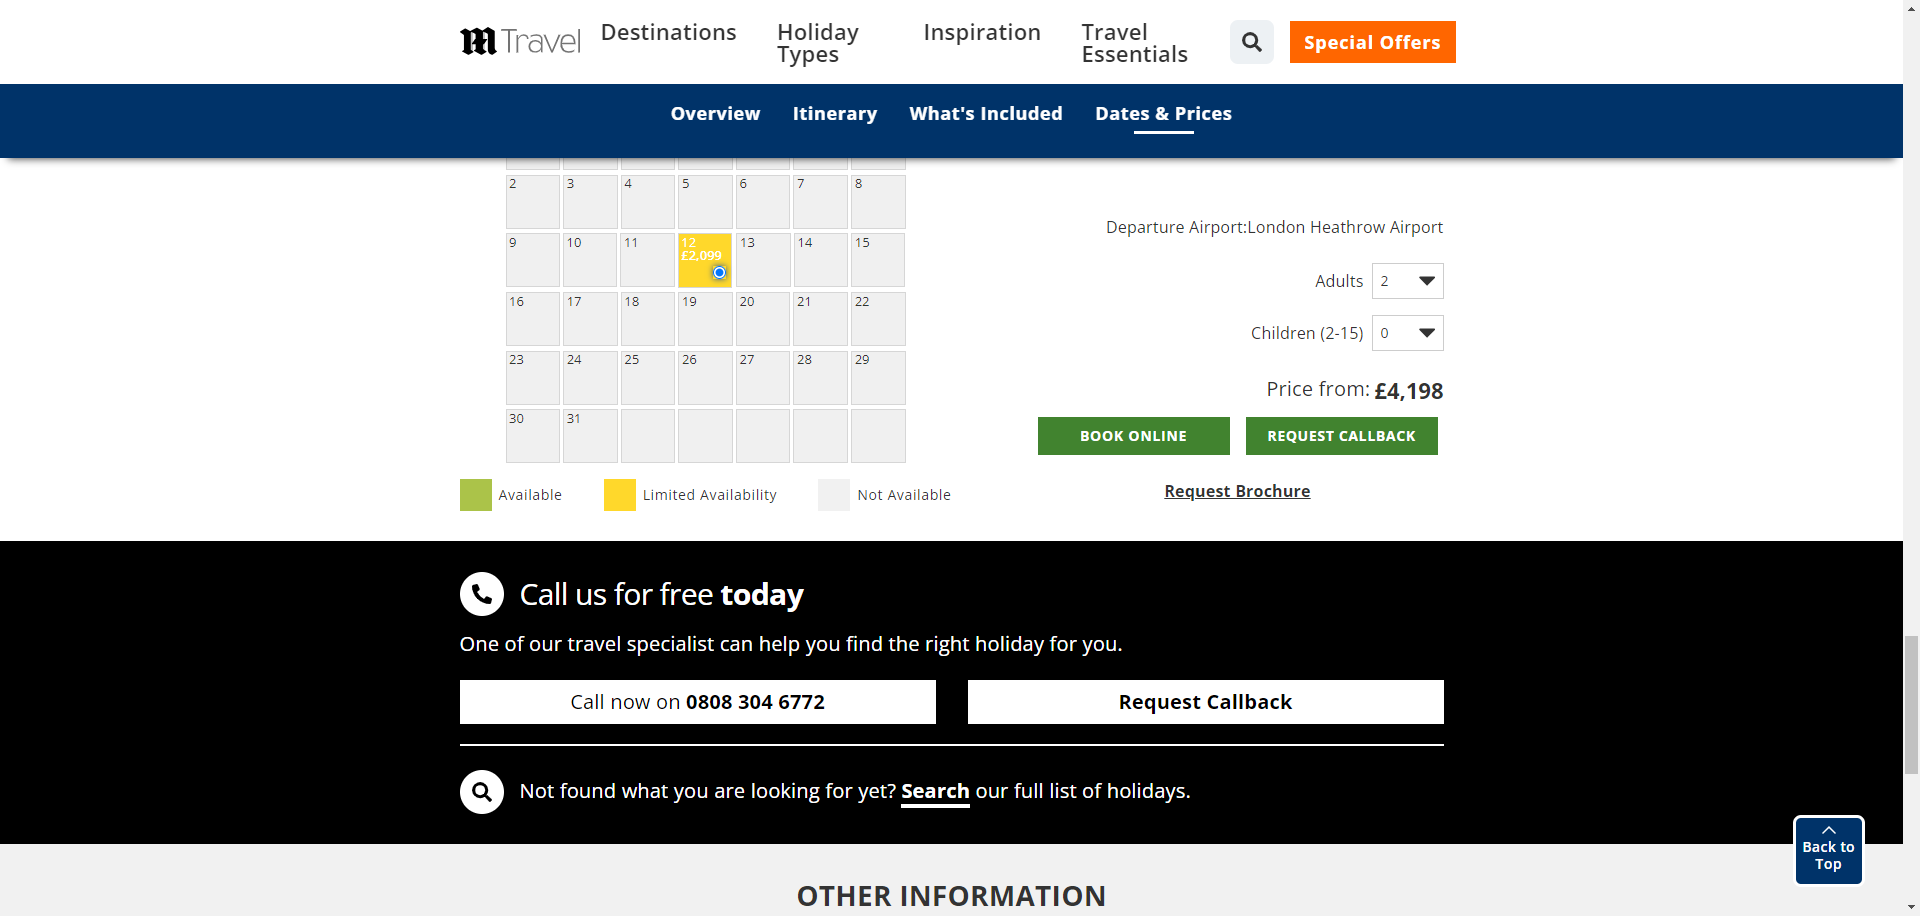 Travel
Destinations
Holiday Types
Inspiration
Travel Essentials
Special Offers
Overview
Itinerary
What's Included
Dates & Prices
2 3 4 5 6 7 8
9 10 11 12 13 14 15
£2,099
16 17 18 19 20 21 22
23 24 25 26 27 28 29
30 31
Available
Limited Availability
Not Available
Departure Airport:London Heathrow Airport
Adults 2
Children (2-15) 0
Price from: £4,198
BOOK ONLINE
REQUEST CALLBACK
Request Brochure
Call us for free today
One of our travel specialist can help you find the right holiday for you.
Call now on 0808 304 6772
Request Callback
Not found what you are looking for yet? Search our full list of holidays.
Back to
Top
OTHER INFORMATION